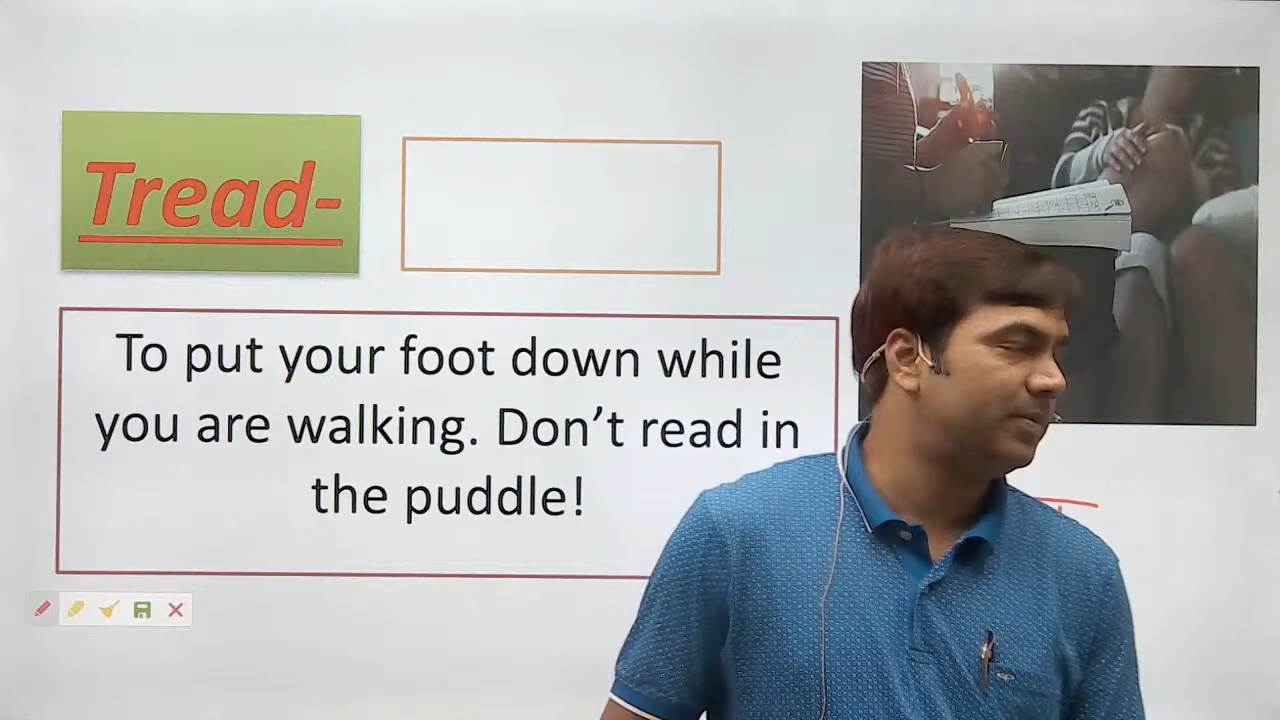 Tread-
To put your foot down while
you are walking. Don’t read in
the puddle!